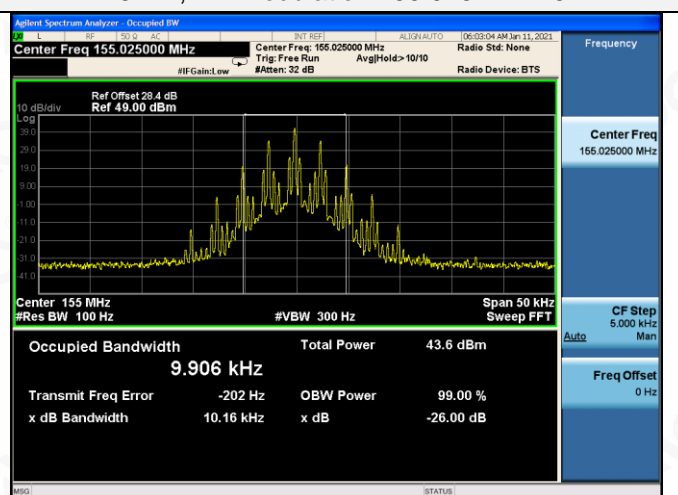 Agilent Spectrum Analyzer - Occupied BW
LXI L RF 50 Ω AC INT REF ALIGN AUTO 06:03:04 AM Jan 11, 2021
Center Freq 155.025000 MHz
Center Freq: 155.025000 MHz
Radio Std: None
Trig: Free Run Avg|Hold:> 10/10
#IFGain:Low #Atten: 32 dB Radio Device: BTS
Ref Offset 28.4 dB
10 dB/div Ref 49.00 dBm
Log
39.0
29.0
19.0
9.00
-1.00
-11.0
-21.0
-31.0
-41.0
Center 155 MHz Span 50 kHz
#Res BW 100 Hz #VBW 300 Hz Sweep FFT
Occupied Bandwidth Total Power 43.6 dBm
9.906 kHz
Transmit Freq Error -202 Hz OBW Power 99.00 %
x dB Bandwidth 10.16 kHz x dB -26.00 dB
MSG STATUS
Frequency
Center Freq
155.025000 MHz
CF Step
5.000 kHz
Auto Man
Freq Offset
0 Hz